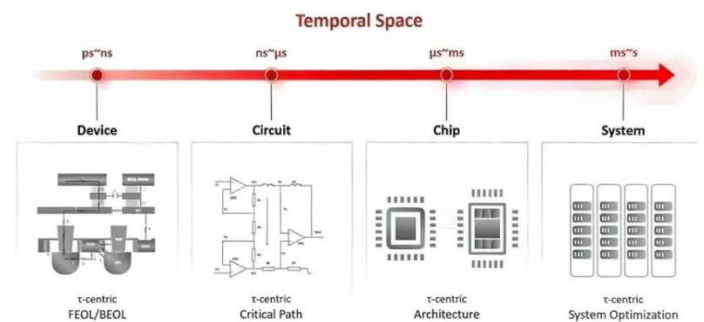 Temporal Space
ps~ns
ns~μs
μs~ms
ms~s
Device
Circuit
Chip
System
τ-centric
FEOL/BEOL
τ-centric
Critical Path
τ-centric
Architecture
τ-centric
System Optimization